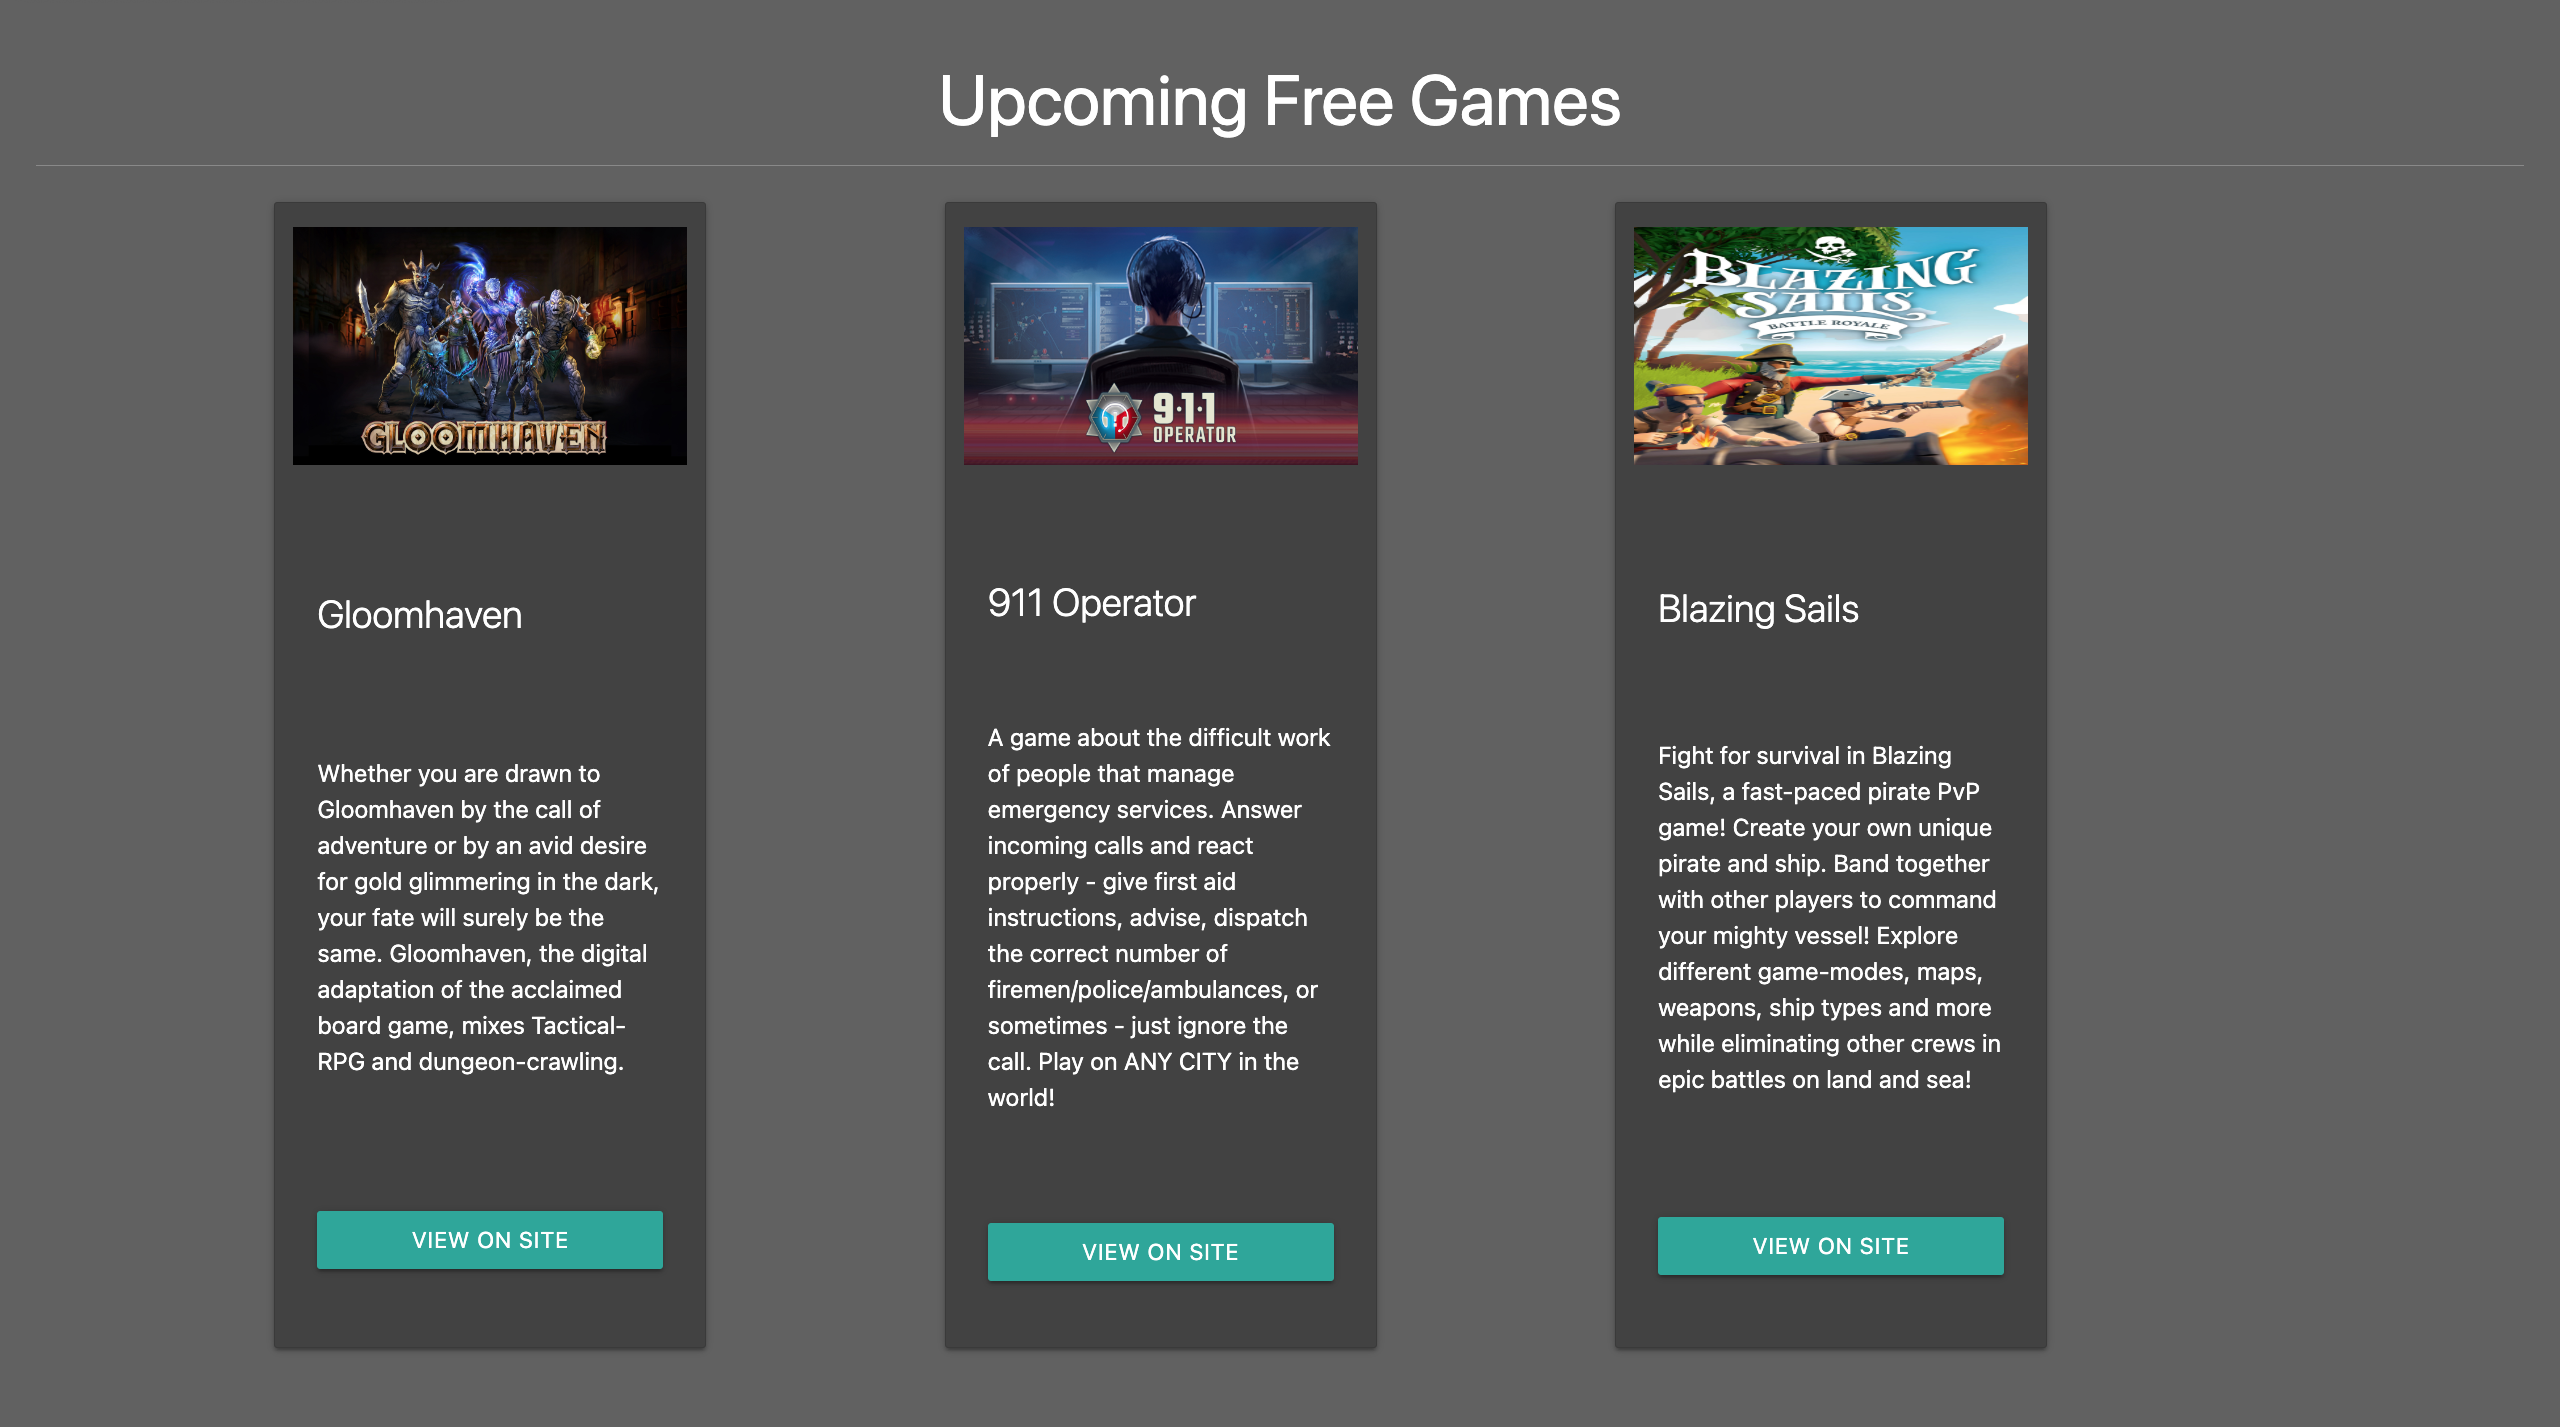 Upcoming Free Games
GLOOMHAVEN
Gloomhaven
Whether you are drawn to
Gloomhaven by the call of
adventure or by an avid desire
for gold glimmering in the dark,
your fate will surely be the
same. Gloomhaven, the digital
adaptation of the acclaimed
board game, mixes Tactical-
RPG and dungeon-crawling.
VIEW ON SITE
9·1·1
OPERATOR
911 Operator
A game about the difficult work
of people that manage
emergency services. Answer
incoming calls and react
properly - give first aid
instructions, advise, dispatch
the correct number of
firemen/police/ambulances, or
sometimes - just ignore the
call. Play on ANY CITY in the
world!
VIEW ON SITE
BLAZING
SAILS
BATTLE ROYALE
Blazing Sails
Fight for survival in Blazing
Sails, a fast-paced pirate PvP
game! Create your own unique
pirate and ship. Band together
with other players to command
your mighty vessel! Explore
different game-modes, maps,
weapons, ship types and more
while eliminating other crews in
epic battles on land and sea!
VIEW ON SITE